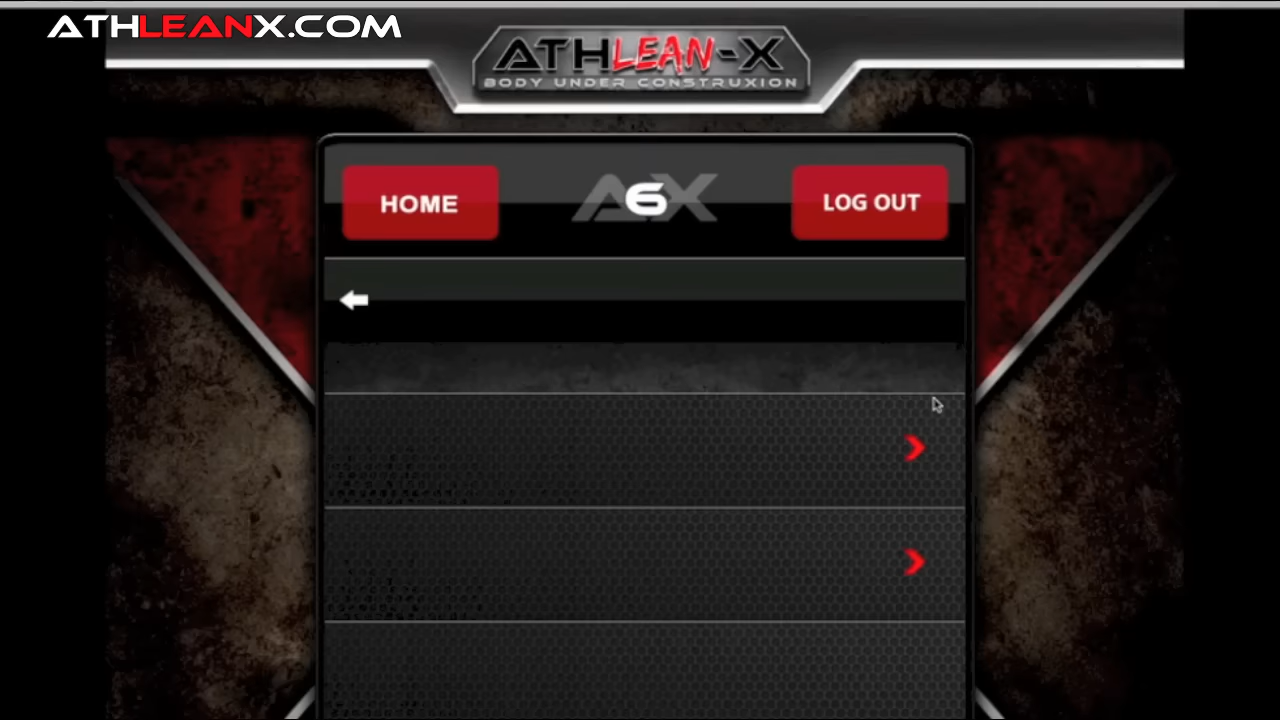 ATHLEANX.COM
ATHLEAN-X
BODY UNDER CONSTRUXION
HOME
A6X
LOG OUT